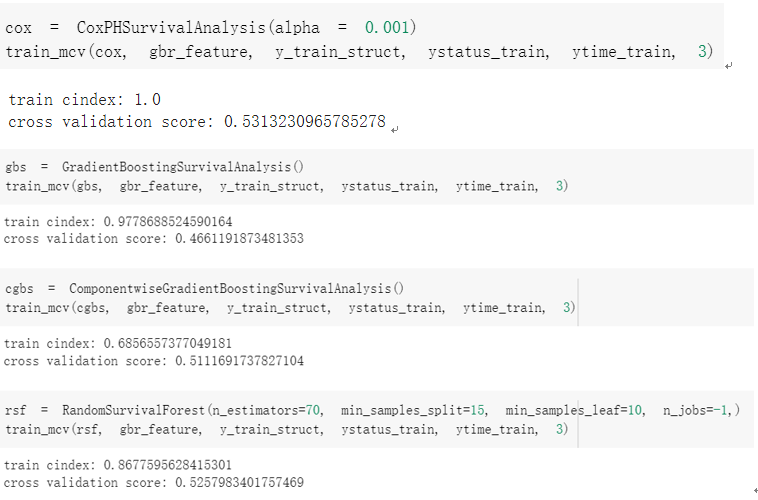 cox = CoxPHSurvivalAnalysis(alpha = 0.001)
train_mcv(cox, gbr_feature, y_train_struct, ystatus_train, ytime_train, 3)
train cindex: 1.0
cross validation score: 0.5313230965785278
gbs = GradientBoostingSurvivalAnalysis()
train_mcv(gbs, gbr_feature, y_train_struct, ystatus_train, ytime_train, 3)
train cindex: 0.9778688524590164
cross validation score: 0.4661191873481353
cgbs = ComponentwiseGradientBoostingSurvivalAnalysis()
train_mcv(cgbs, gbr_feature, y_train_struct, ystatus_train, ytime_train, 3)
train cindex: 0.6856557377049181
cross validation score: 0.5111691737827104
rsf = RandomSurvivalForest(n_estimators=70, min_samples_split=15, min_samples_leaf=10, n_jobs=-1,)
train_mcv(rsf, gbr_feature, y_train_struct, ystatus_train, ytime_train, 3)
train cindex: 0.8677595628415301
cross validation score: 0.5257983401757469